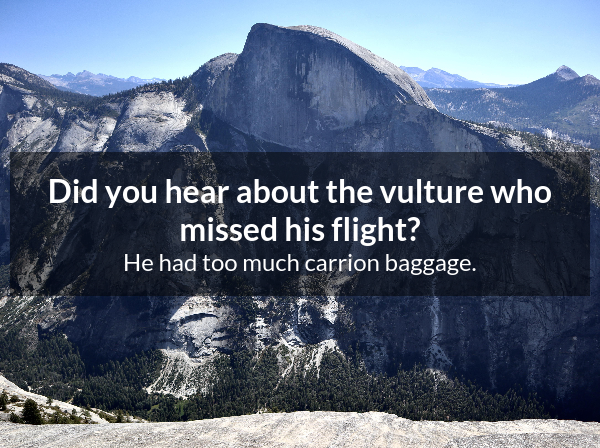 Did you hear about the vulture who
missed his flight?
He had too much carrion baggage.